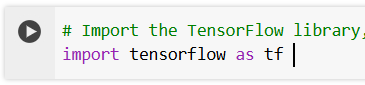 # Import the TensorFlow library,
import tensorflow as tf